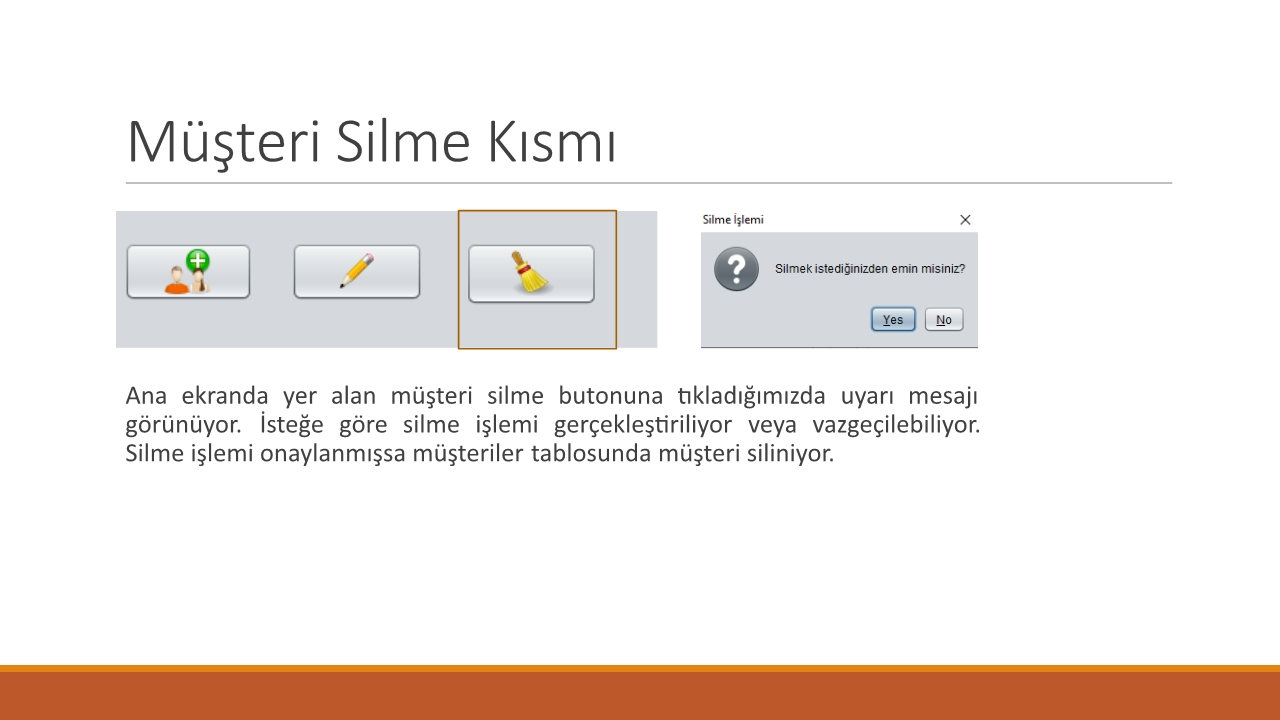 Müşteri Silme Kısmı
Silme İşlemi
Silmek istediğinizden emin misiniz?
Yes No
Ana ekranda yer alan müşteri silme butonuna tıkladığımızda uyarı mesajı
görünüyor. İsteğe göre silme işlemi gerçekleştiriliyor veya vazgeçilebiliyor.
Silme işlemi onaylanmışsa müşteriler tablosunda müşteri siliniyor.